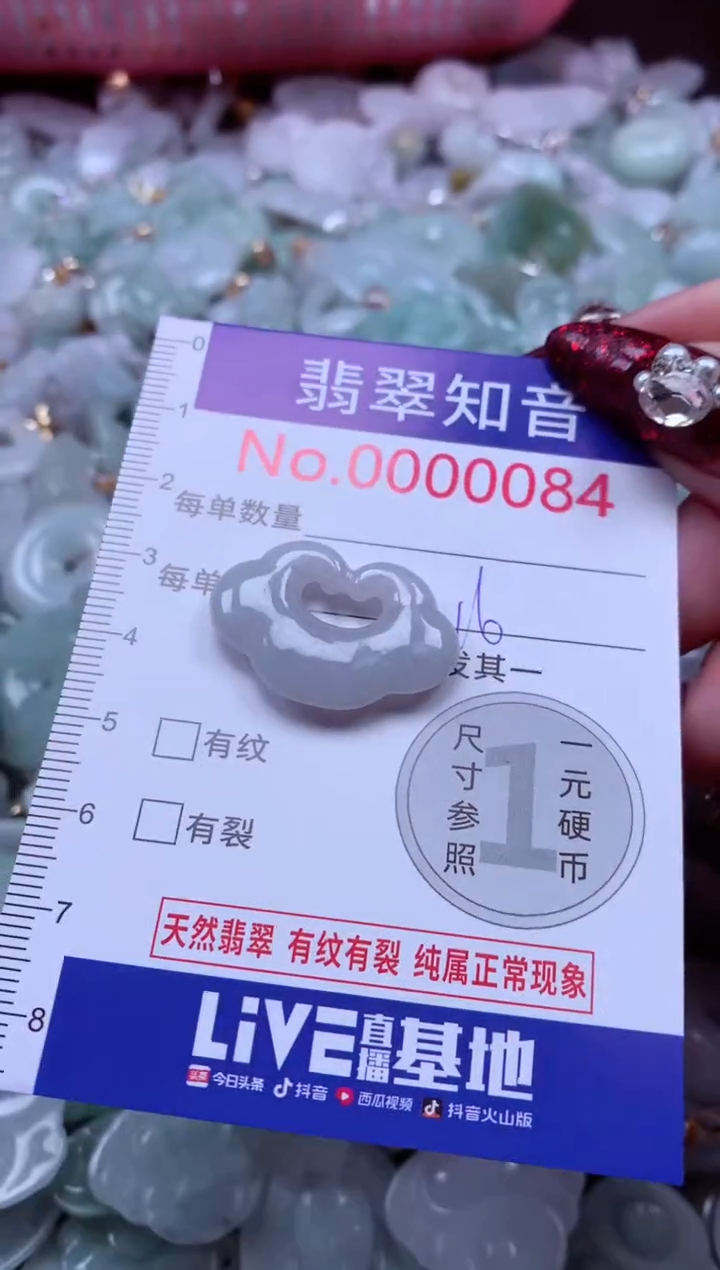 翡翠知音
No.0000084
每单数量
每单
16
发其一
有纹
有裂
尺寸参照
1
一元硬币
天然翡翠 有纹有裂 纯属正常现象
LiVE直播基地
头条 今日头条 抖音 西瓜视频 抖音火山版
0
1
2
3
4
5
6
7
8